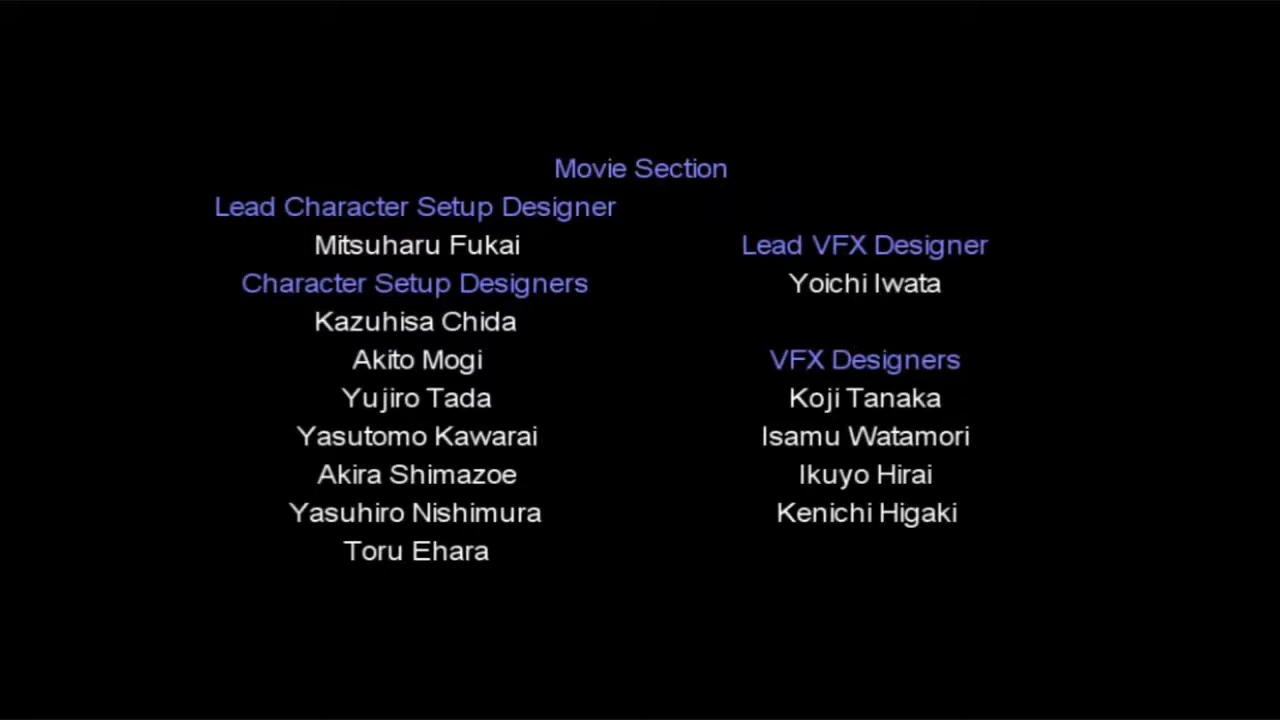 Movie Section
Lead Character Setup Designer
Mitsuharu Fukai
Character Setup Designers
Kazuhisa Chida
Akito Mogi
Yujiro Tada
Yasutomo Kawarai
Akira Shimazoe
Yasuhiro Nishimura
Toru Ehara
Lead VFX Designer
Yoichi Iwata
VFX Designers
Koji Tanaka
Isamu Watamori
Ikuyo Hirai
Kenichi Higaki